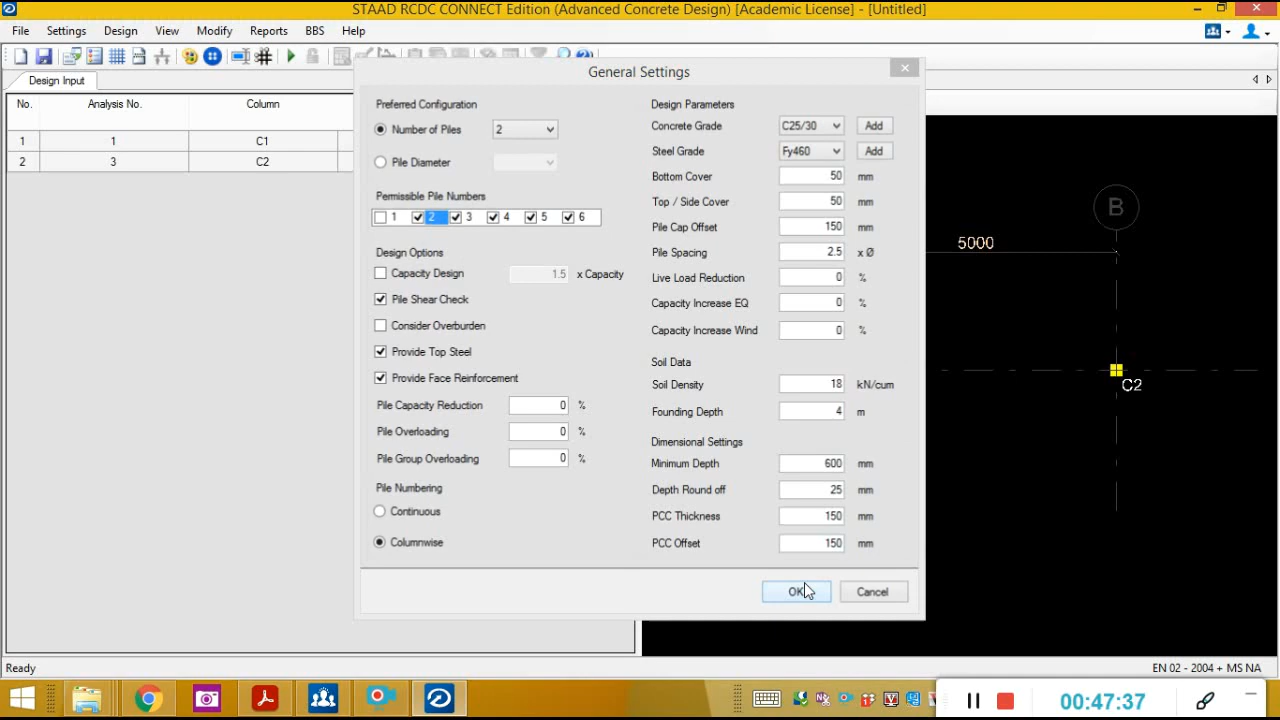 STAAD RCDC CONNECT Edition (Advanced Concrete Design) [Academic License] - [Untitled]
File Settings Design View Modify Reports BBS Help
Design Input
No. Analysis No. Column
1 1 C1
2 3 C2
General Settings
Preferred Configuration
Number of Piles 2
Pile Diameter
Permissible Pile Numbers
1 2 3 4 5 6
Design Options
Capacity Design 1.5 x Capacity
Pile Shear Check
Consider Overburden
Provide Top Steel
Provide Face Reinforcement
Pile Capacity Reduction 0 %
Pile Overloading 0 %
Pile Group Overloading 0 %
Pile Numbering
Continuous
Columnwise
Design Parameters
Concrete Grade C25/30 Add
Steel Grade Fy460 Add
Bottom Cover 50 mm
Top / Side Cover 50 mm
Pile Cap Offset 150 mm
Pile Spacing 2.5 x Ø
Live Load Reduction 0 %
Capacity Increase EQ 0 %
Capacity Increase Wind 0 %
Soil Data
Soil Density 18 kN/cum
Founding Depth 4 m
Dimensional Settings
Minimum Depth 600 mm
Depth Round off 25 mm
PCC Thickness 150 mm
PCC Offset 150 mm
OK Cancel
B
5000
C2
Ready EN 02 - 2004 + MS NA
00:47:37